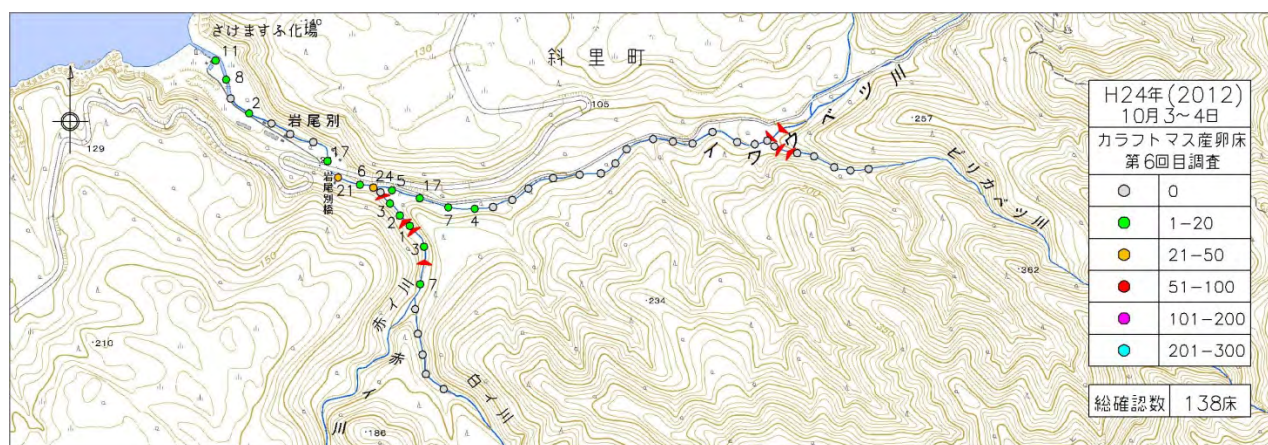 さけますふ化場
140
11
8
2
岩尾別
17
129
130
斜里町
105
イワウベツ川
257
ピリカベツ川
362
岩尾別橋
6
21
24
5
17
7
4
3
2
1
3
7
150
234
210
赤イ川
赤イ川
白イ川
186
H24年(2012)
10月3~4日
カラフトマス産卵床
第6回目調査
0
1-20
21-50
51-100
101-200
201-300
総確認数 138床